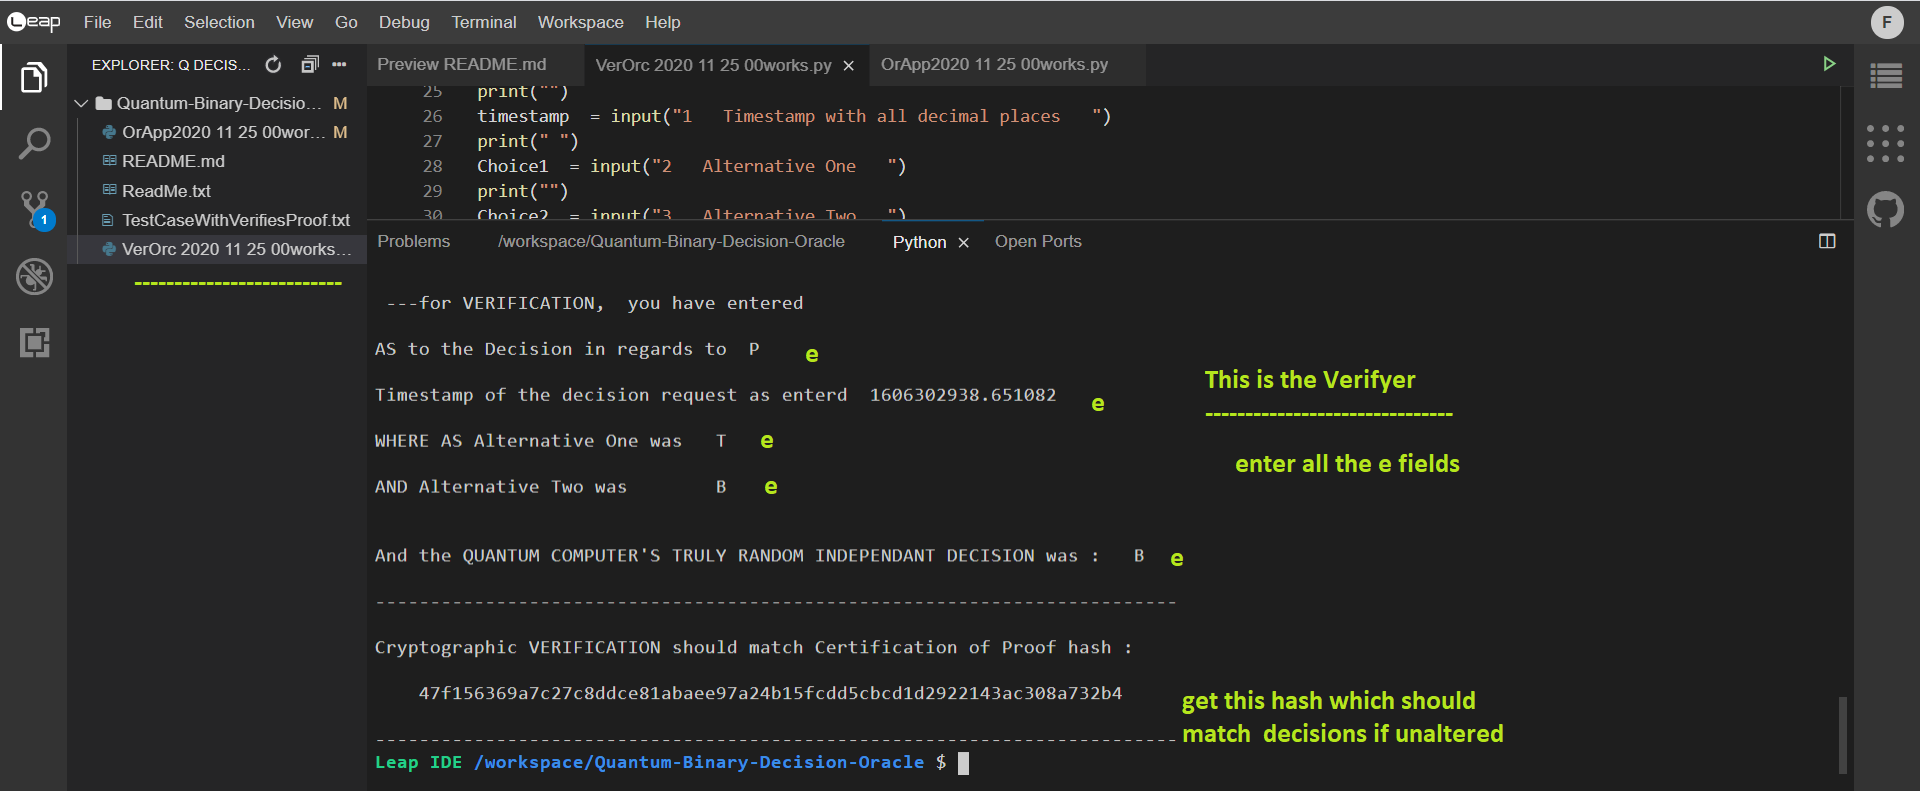 Leap File Edit Selection View Go Debug Terminal Workspace Help F
EXPLORER: Q DECIS... Preview README.md VerOrc 2020 11 25 00works.py OrApp2020 11 25 00works.py
Quantum-Binary-Decisio... M
OrApp2020 11 25 00wor... M
README.md
ReadMe.txt
TestCaseWithVerifiesProof.txt
VerOrc 2020 11 25 00works...
--------------------------
1
25 print("")
26 timestamp = input("1 Timestamp with all decimal places ")
27 print(" ")
28 Choice1 = input("2 Alternative One ")
29 print("")
30 Choice2 = input("3 Alternative Two ")
Problems /workspace/Quantum-Binary-Decision-Oracle Python Open Ports
---for VERIFICATION, you have entered
AS to the Decision in regards to P e
Timestamp of the decision request as enterd 1606302938.651082 e
WHERE AS Alternative One was T e
AND Alternative Two was B e
And the QUANTUM COMPUTER'S TRULY RANDOM INDEPENDANT DECISION was : B e
-------------------------------------------------------------------------
Cryptographic VERIFICATION should match Certification of Proof hash :
47f156369a7c27c8ddce81abaee97a24b15fcdd5cbcd1d2922143ac308a732b4
-------------------------------------------------------------------------
Leap IDE /workspace/Quantum-Binary-Decision-Oracle $
This is the Verifyer
-------------------------------
enter all the e fields
get this hash which should
match decisions if unaltered